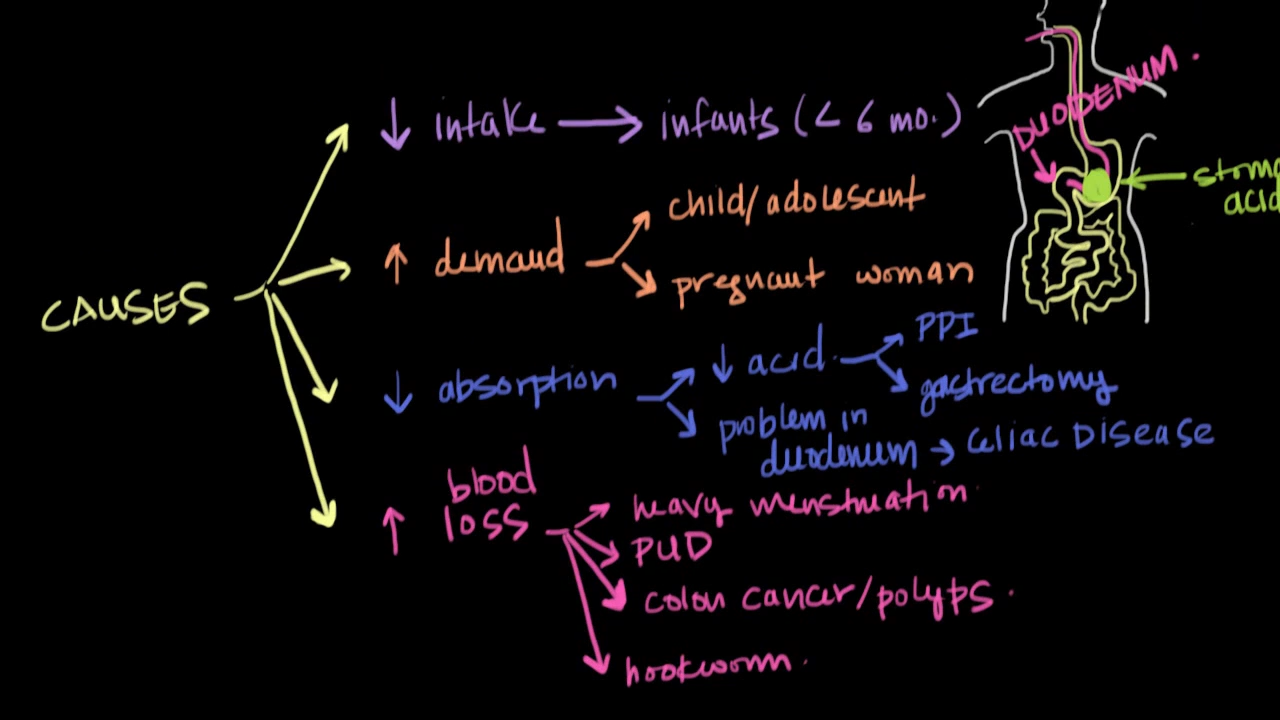 CAUSES
↓ intake → infants (< 6 mo.)
↑ demand
child/adolescent
pregnant woman
↓ absorption
↓ acid.
PPI
gastrectomy
problem in
duodenum → Celiac Disease
↑ blood
loss
heavy menstruation
PUD
colon cancer/polyps.
hookworm.
DUODENUM.
acid